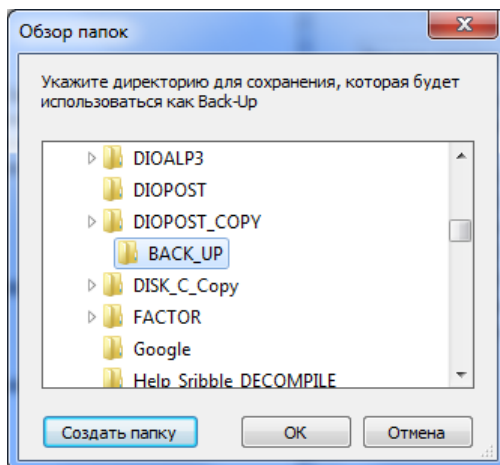 Обзор папок
Укажите директорию для сохранения, которая будет
использоваться как Back-Up
DIOALP3
DIOPOST
DIOPOST_COPY
BACK_UP
DISK_C_Copy
FACTOR
Google
Help_Sribble_DECOMPILE
Создать папку
ОК
Отмена